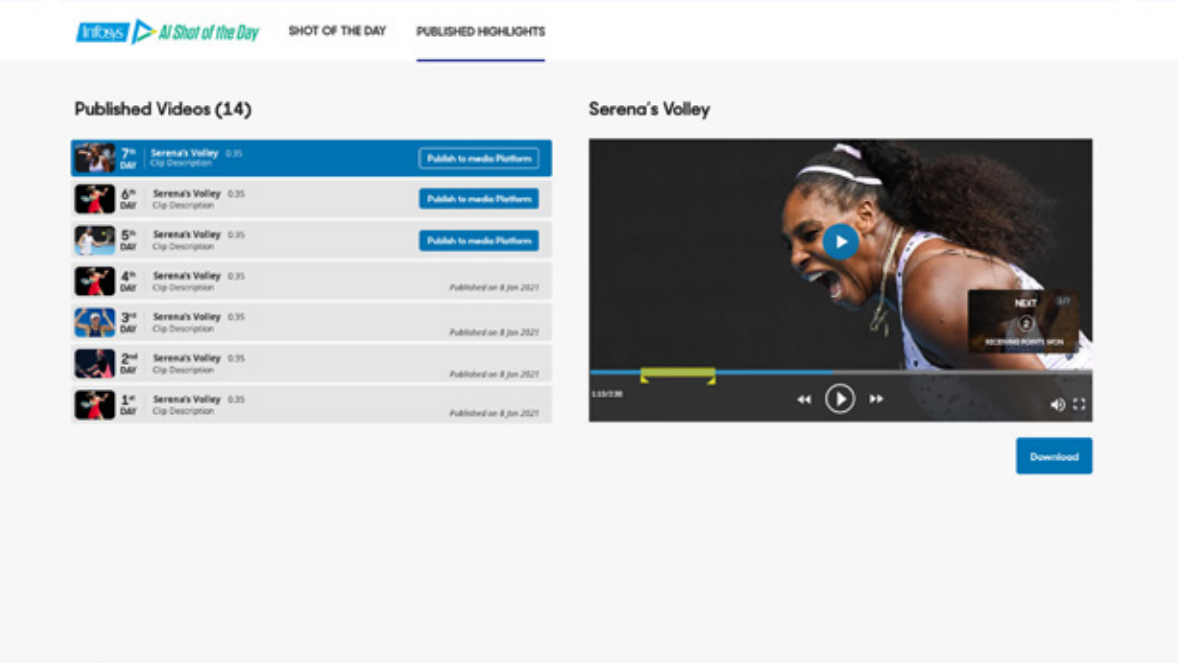 Infosys AI Shot of the Day
SHOT OF THE DAY
PUBLISHED HIGHLIGHTS
Published Videos (14)
7th DAY
Serena's Volley 0:35
Clip Description
Publish to media Platform
6th DAY
Serena's Volley 0:35
Clip Description
Publish to media Platform
5th DAY
Serena's Volley 0:35
Clip Description
Publish to media Platform
4th DAY
Serena's Volley 0:35
Clip Description
Published on 8 Jan 2021
3rd DAY
Serena's Volley 0:35
Clip Description
Published on 8 Jan 2021
2nd DAY
Serena's Volley 0:35
Clip Description
Published on 8 Jan 2021
1st DAY
Serena's Volley 0:35
Clip Description
Published on 8 Jan 2021
Serena's Volley
NEXT
2
RECEIVING POINTS WON
Download